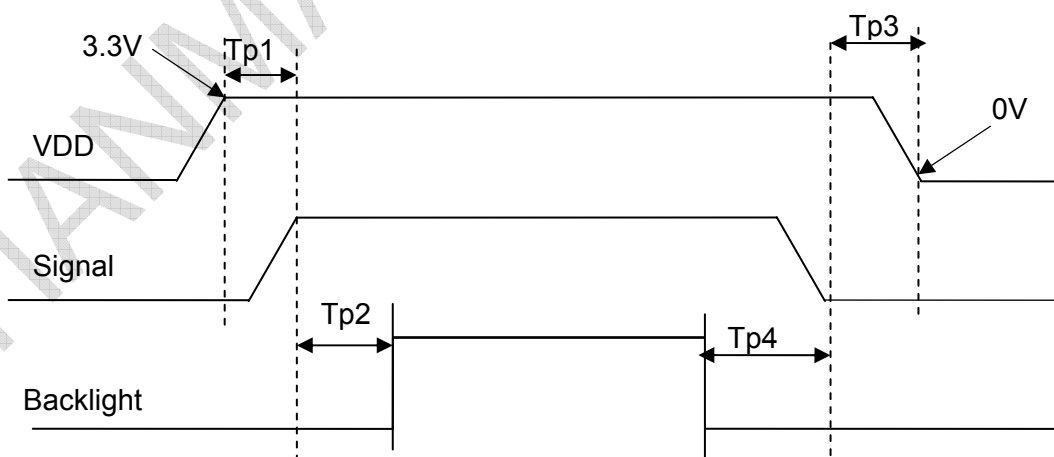 3.3V
Tp1
Tp3
0V
VDD
Signal
Tp2
Tp4
Backlight